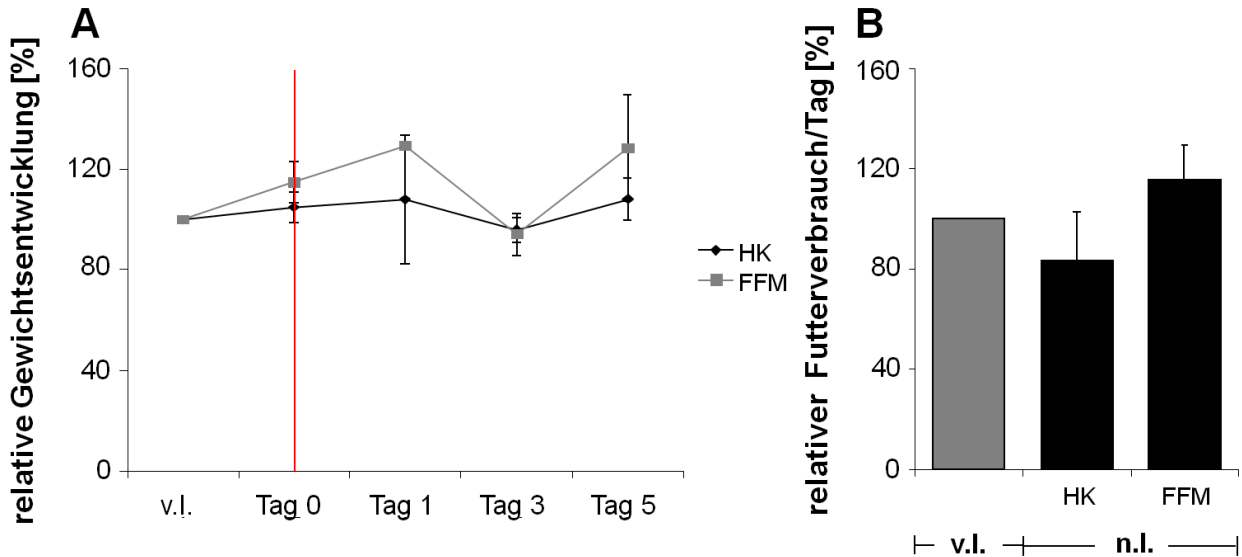 A
relative Gewichtsentwicklung [%]
160
120
80
40
0
v.l.
Tag 0
Tag 1
Tag 3
Tag 5
HK
FFM
B
relativer Futterverbrauch/Tag [%]
160
120
80
40
0
HK
FFM
v.l.
n.l.